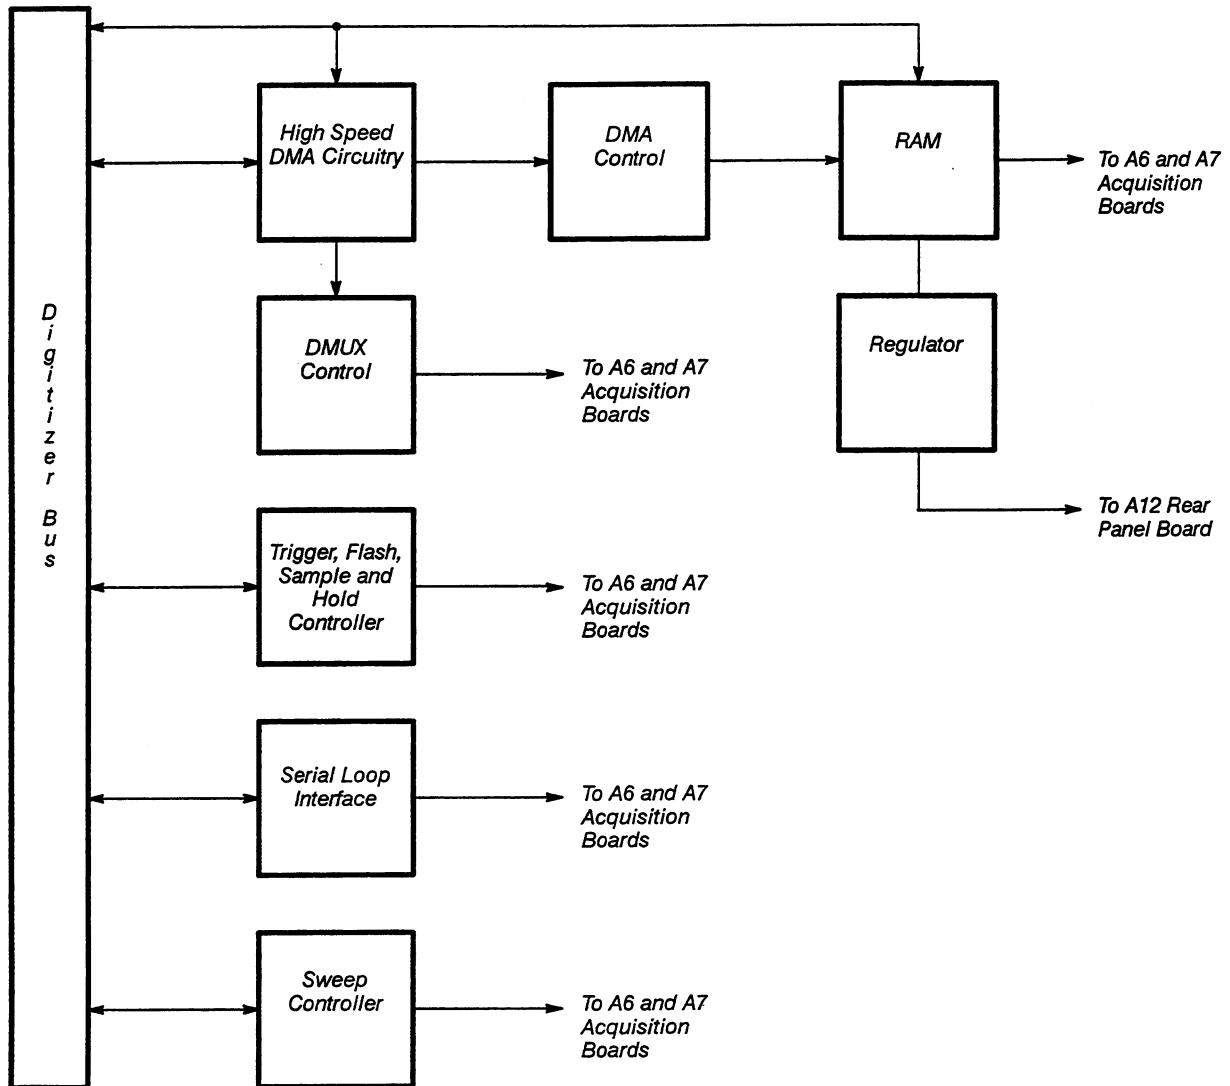 High Speed
DMA Circuitry
DMA
Control
RAM
To A6 and A7
Acquisition
Boards
Digitizer Bus
DMUX
Control
To A6 and A7
Acquisition
Boards
Regulator
To A12 Rear
Panel Board
Trigger, Flash,
Sample and
Hold
Controller
To A6 and A7
Acquisition
Boards
Serial Loop
Interface
To A6 and A7
Acquisition
Boards
Sweep
Controller
To A6 and A7
Acquisition
Boards